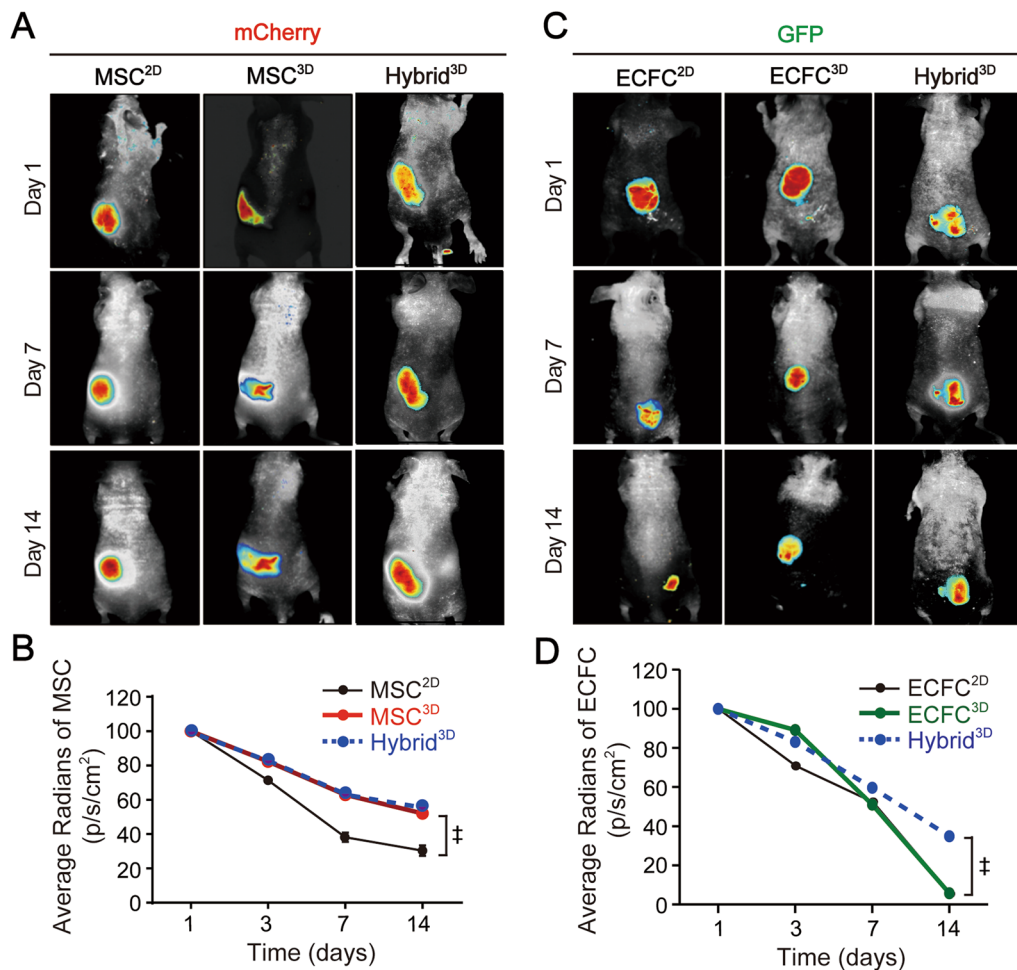 A
mCherry
MSC2D MSC3D Hybrid3D
Day 1
Day 7
Day 14
C
GFP
ECFC2D ECFC3D Hybrid3D
Day 1
Day 7
Day 14
B
Average Radians of MSC
(p/s/cm2)
120
100
80
60
40
20
0
MSC2D
MSC3D
Hybrid3D
‡
1 3 7 14
Time (days)
D
Average Radians of ECFC
(p/s/cm2)
120
100
80
60
40
20
0
ECFC2D
ECFC3D
Hybrid3D
‡
1 3 7 14
Time (days)